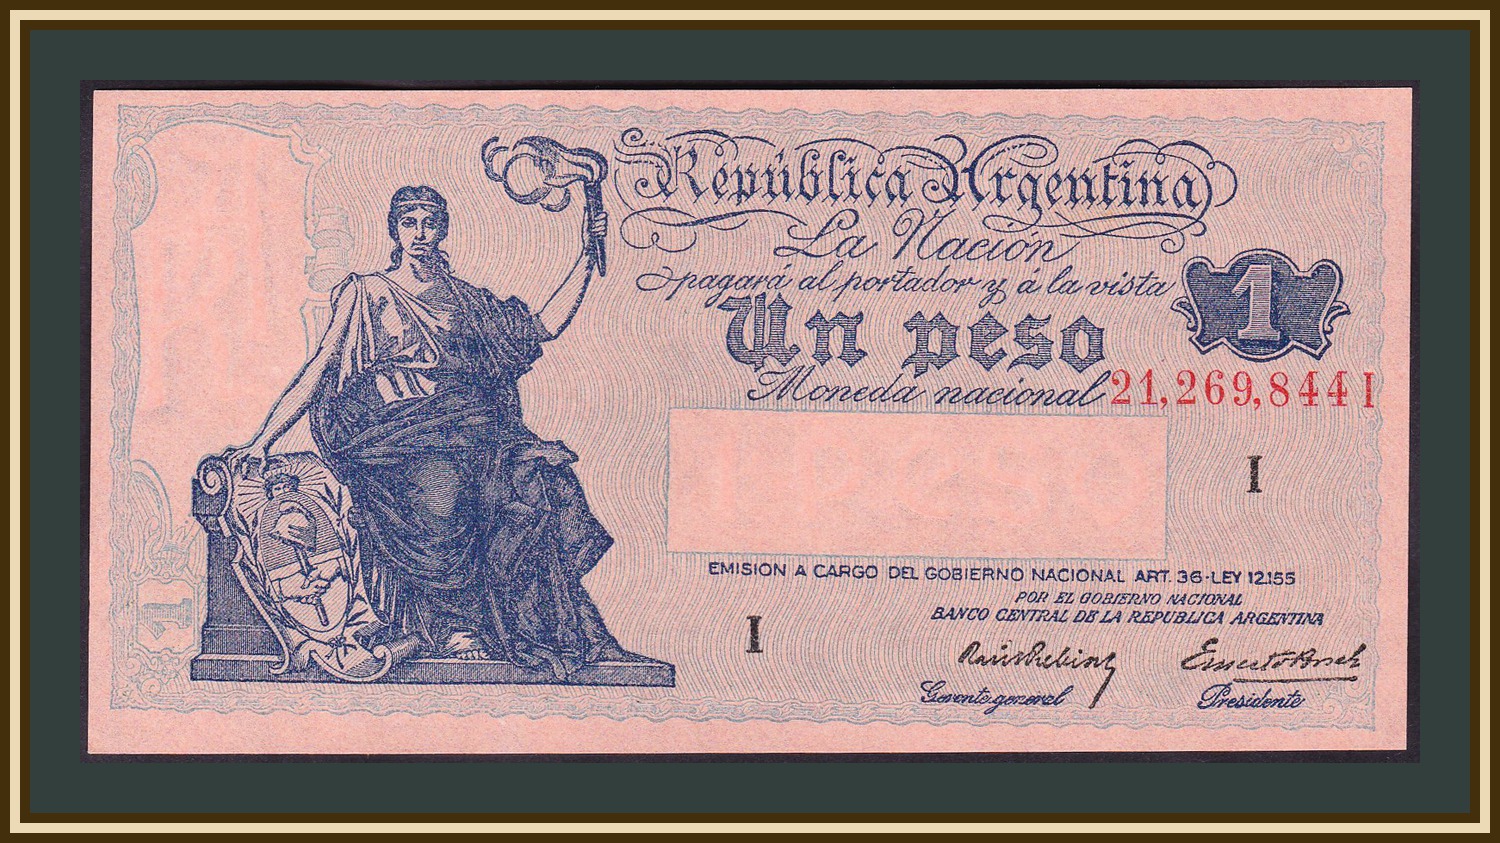 República Argentina
La Nación
pagará al portador y á la vista
1
Un peso
Moneda nacional 21,269,844 I
I
EMISION A CARGO DEL GOBIERNO NACIONAL ART. 36-LEY 12.155
POR EL GOBIERNO NACIONAL
BANCO CENTRAL DE LA REPUBLICA ARGENTINA
I
Gerente general
Presidente
1